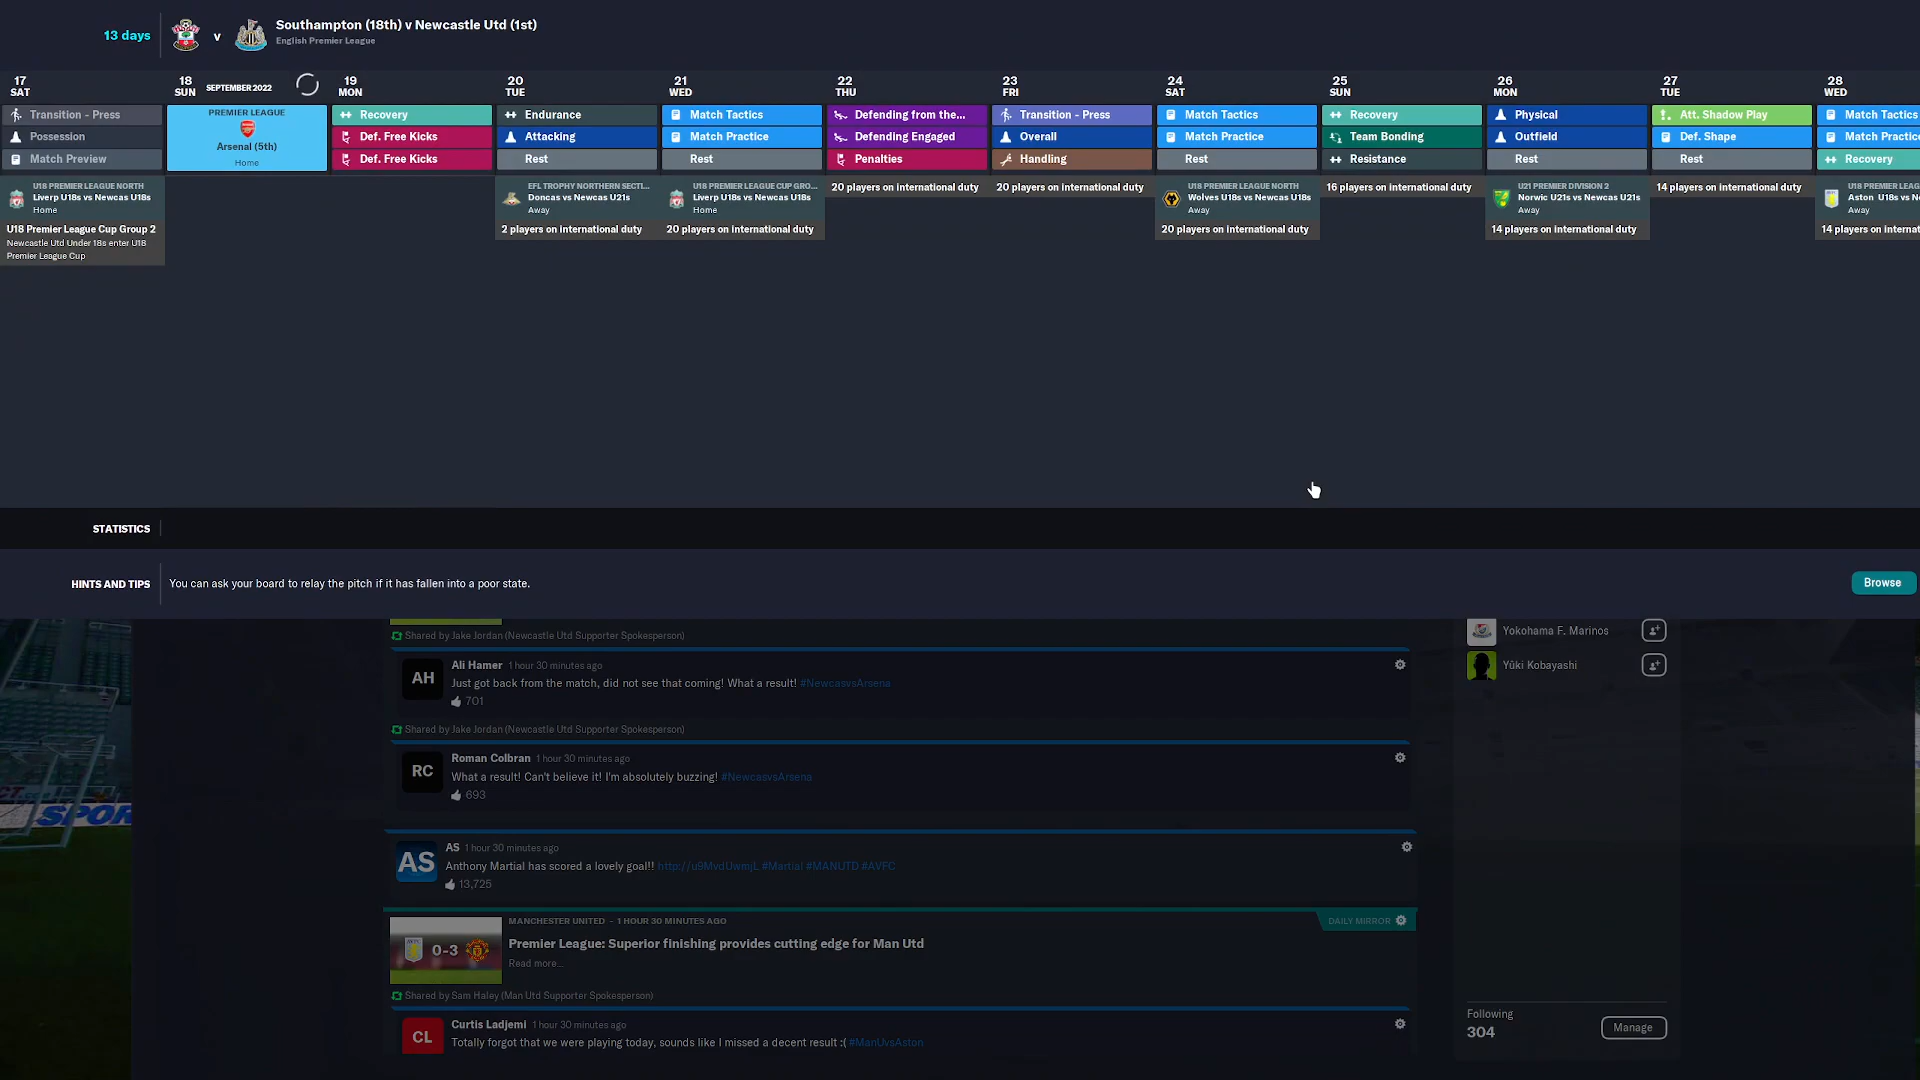 13 days
v
Southampton (18th) v Newcastle Utd (1st)
English Premier League
17
SAT
18
SUN
SEPTEMBER 2022
19
MON
20
TUE
21
WED
22
THU
23
FRI
24
SAT
25
SUN
26
MON
27
TUE
28
WED
Transition - Press
Possession
Match Preview
PREMIER LEAGUE
Arsenal (5th)
Home
Recovery
Def. Free Kicks
Def. Free Kicks
Endurance
Attacking
Rest
Match Tactics
Match Practice
Rest
Defending from the...
Defending Engaged
Penalties
Transition - Press
Overall
Handling
Match Tactics
Match Practice
Rest
Recovery
Team Bonding
Resistance
Physical
Outfield
Rest
Att. Shadow Play
Def. Shape
Rest
Match Tactics
Match Practice
Recovery
U18 PREMIER LEAGUE NORTH
Liverp U18s vs Newcas U18s
Home
U18 Premier League Cup Group 2
Newcastle Utd Under 18s enter U18
Premier League Cup
EFL TROPHY NORTHERN SECTI...
Doncas vs Newcas U21s
Away
2 players on international duty
U18 PREMIER LEAGUE CUP GRO...
Liverp U18s vs Newcas U18s
Home
20 players on international duty
20 players on international duty
20 players on international duty
U18 PREMIER LEAGUE NORTH
Wolves U18s vs Newcas U18s
Away
20 players on international duty
16 players on international duty
U21 PREMIER DIVISION 2
Norwic U21s vs Newcas U21s
Away
14 players on international duty
14 players on international duty
U18 PREMIER LEAG
Aston U18s vs N
Away
14 players on interna
STATISTICS
HINTS AND TIPS
You can ask your board to relay the pitch if it has fallen into a poor state.
Browse
Shared by Jake Jordan (Newcastle Utd Supporter Spokesperson)
AH
Ali Hamer 1 hour 30 minutes ago
Just got back from the match, did not see that coming! What a result! #NewcasvsArsena
701
Shared by Jake Jordan (Newcastle Utd Supporter Spokesperson)
RC
Roman Colbran 1 hour 30 minutes ago
What a result! Can't believe it! I'm absolutely buzzing! #NewcasvsArsena
693
AS
AS 1 hour 30 minutes ago
Anthony Martial has scored a lovely goal!! http://u9MvdUwmjL #Martial #MANUTD #AVFC
13,725
MANCHESTER UNITED - 1 HOUR 30 MINUTES AGO
DAILY MIRROR
0-3
Premier League: Superior finishing provides cutting edge for Man Utd
Read more...
Shared by Sam Haley (Man Utd Supporter Spokesperson)
CL
Curtis Ladjemi 1 hour 30 minutes ago
Totally forgot that we were playing today, sounds like I missed a decent result :( #ManUvsAston
Yokohama F. Marinos
Yūki Kobayashi
Following
304
Manage
SPOR